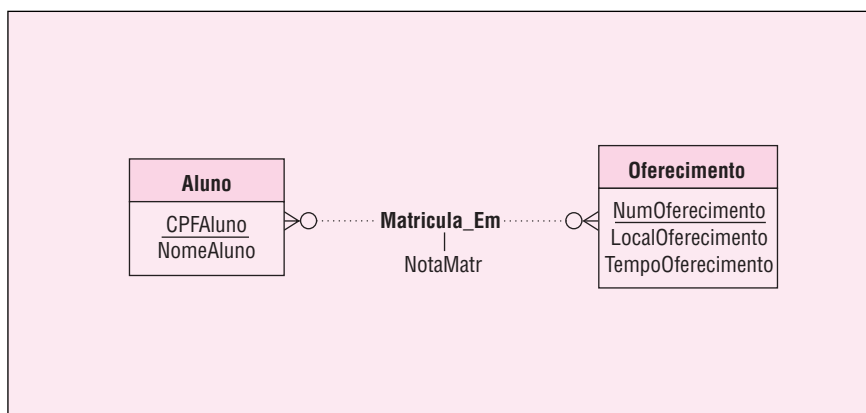 Aluno
CPFAluno
NomeAluno
Matricula_Em
NotaMatr
Oferecimento
NumOferecimento
LocalOferecimento
TempoOferecimento